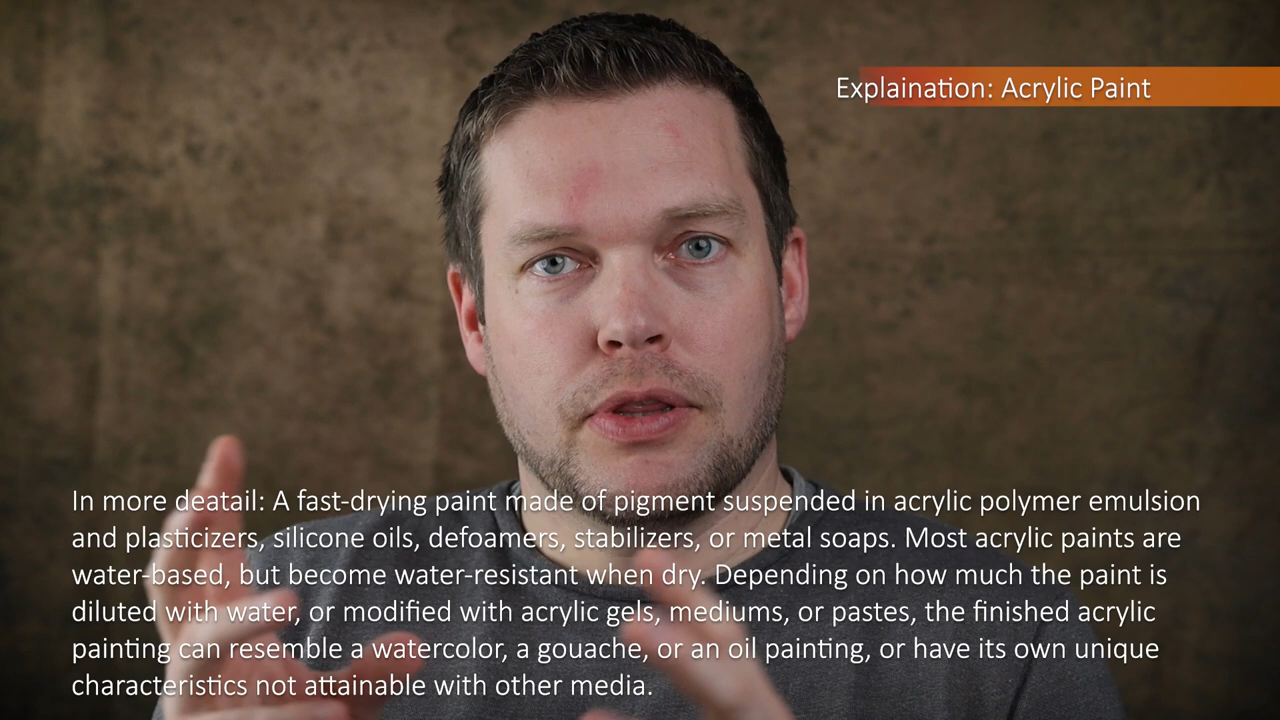 Explaination: Acrylic Paint
In more deatail: A fast-drying paint made of pigment suspended in acrylic polymer emulsion
and plasticizers, silicone oils, defoamers, stabilizers, or metal soaps. Most acrylic paints are
water-based, but become water-resistant when dry. Depending on how much the paint is
diluted with water, or modified with acrylic gels, mediums, or pastes, the finished acrylic
painting can resemble a watercolor, a gouache, or an oil painting, or have its own unique
characteristics not attainable with other media.